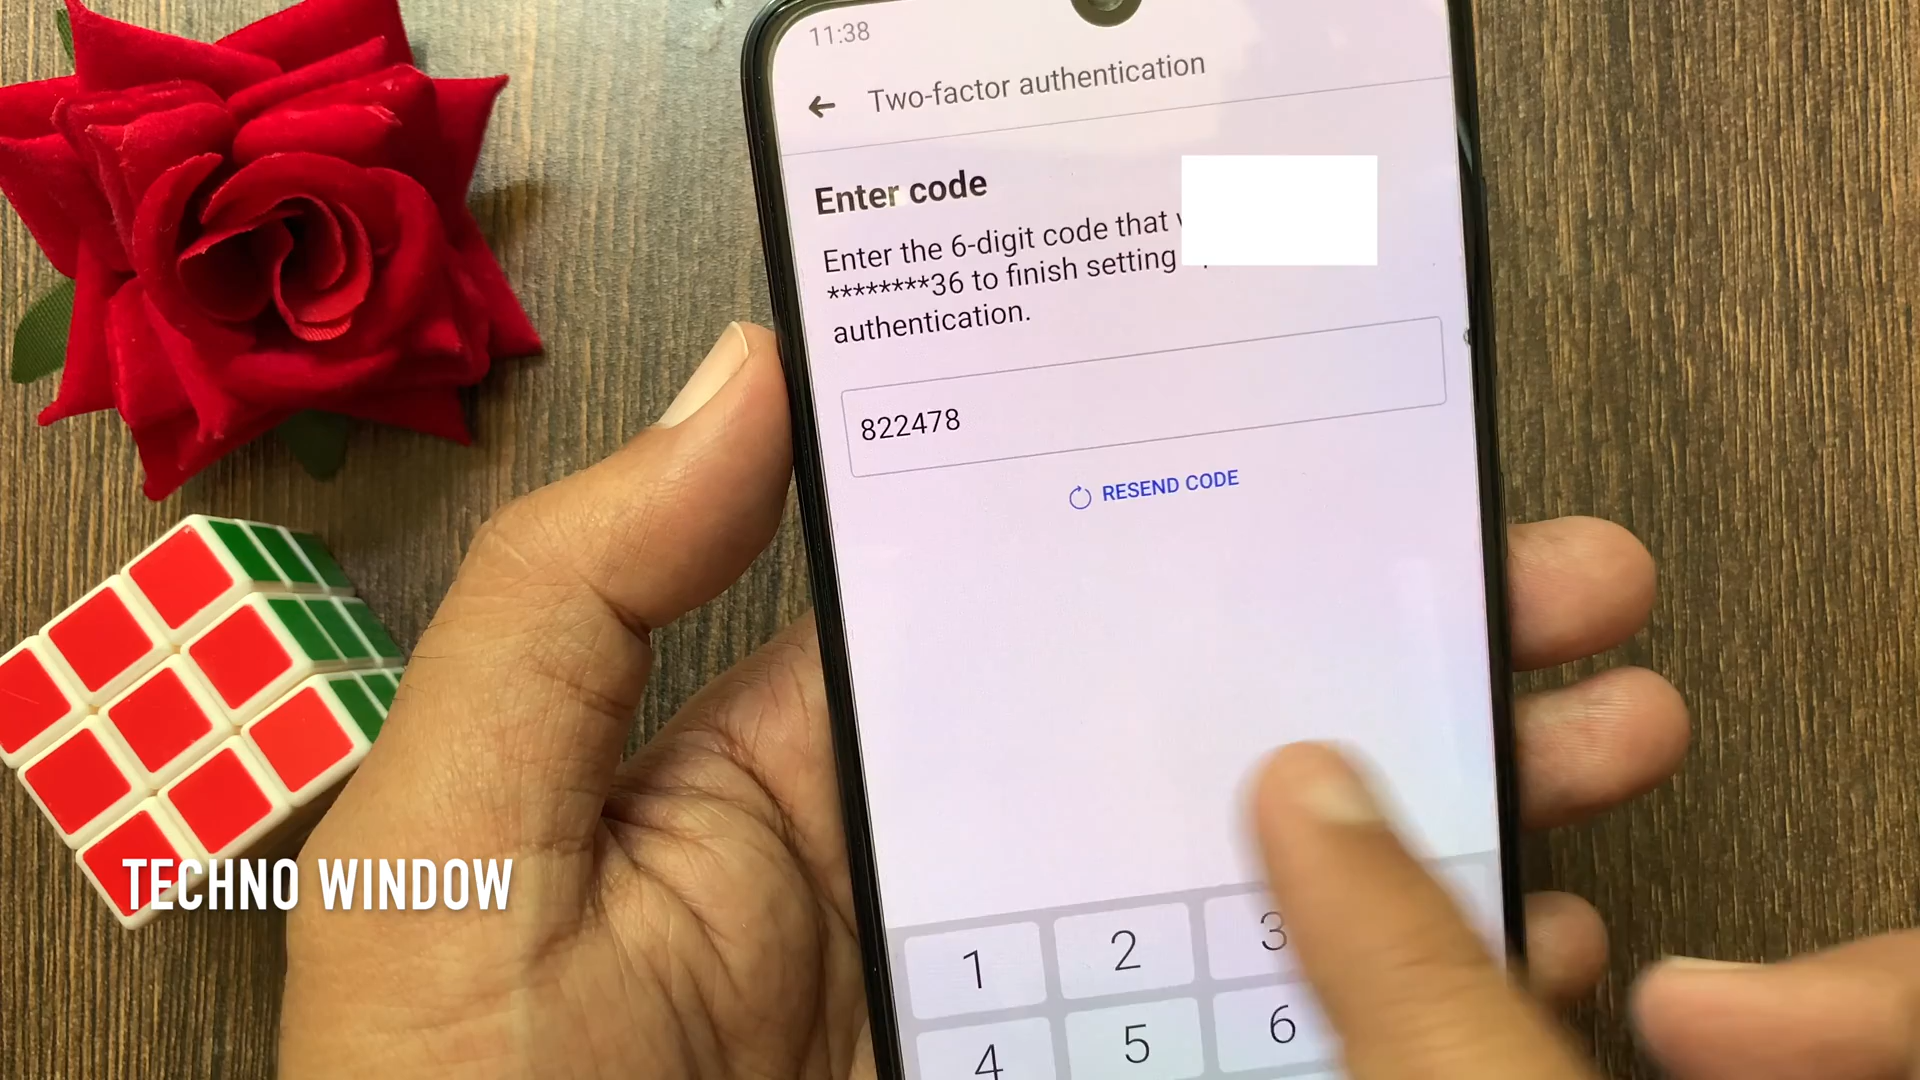 11:38
Two-factor authentication
Enter code
Enter the 6-digit code that
********36 to finish setting
authentication.
822478
RESEND CODE
1 2 3
4 5 6
TECHNO WINDOW